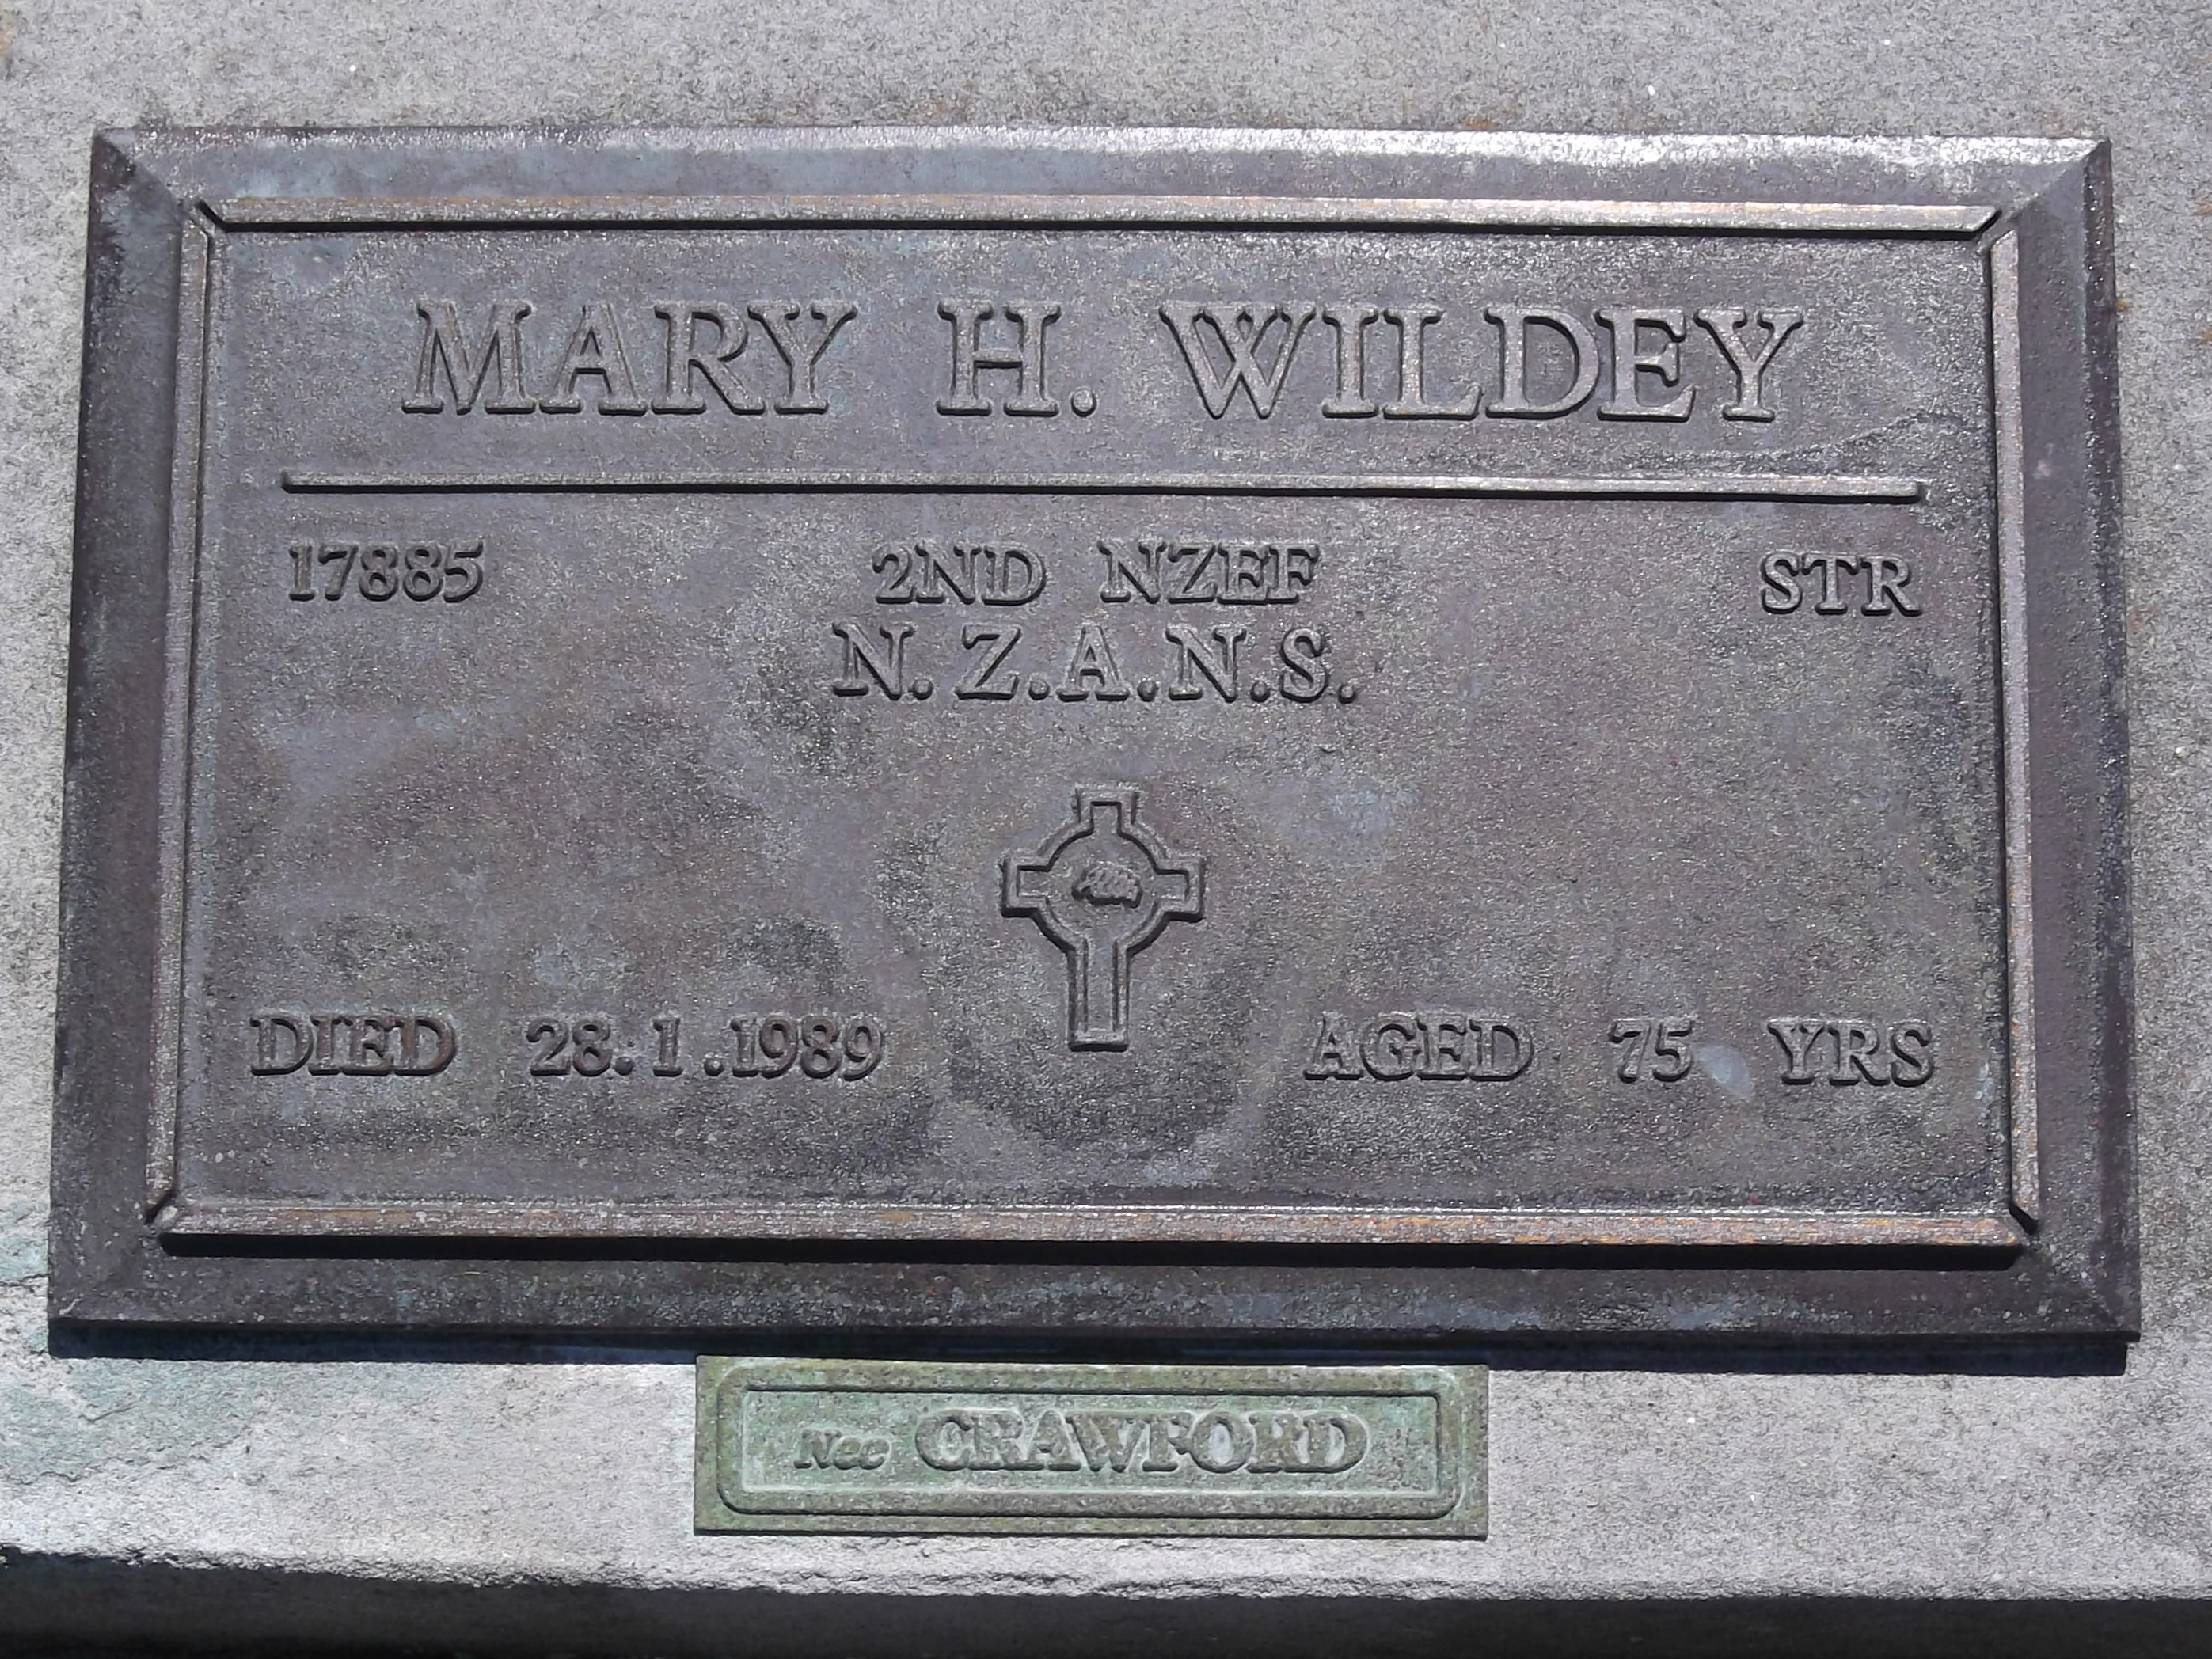 MARY H. WILDEY
17885 2ND NZEF STR
N.Z.A.N.S.
DIED 28.1.1989 AGED 75 YRS
Nee CRAWFORD